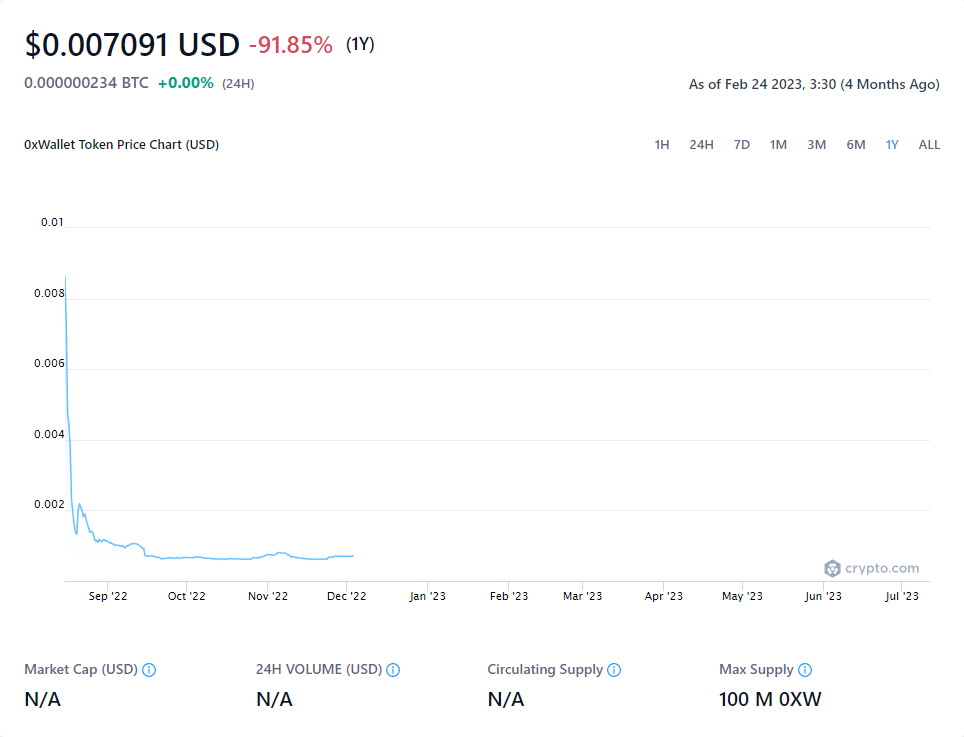 $0.007091 USD -91.85% (1Y)
0.000000234 BTC +0.00% (24H)
As of Feb 24 2023, 3:30 (4 Months Ago)
0xWallet Token Price Chart (USD)
1H 24H 7D 1M 3M 6M 1Y ALL
0.01
0.008
0.006
0.004
0.002
crypto.com
Sep '22 Oct '22 Nov '22 Dec '22 Jan '23 Feb '23 Mar '23 Apr '23 May '23 Jun '23 Jul '23
Market Cap (USD) 24H VOLUME (USD) Circulating Supply Max Supply
N/A N/A N/A 100 M 0XW